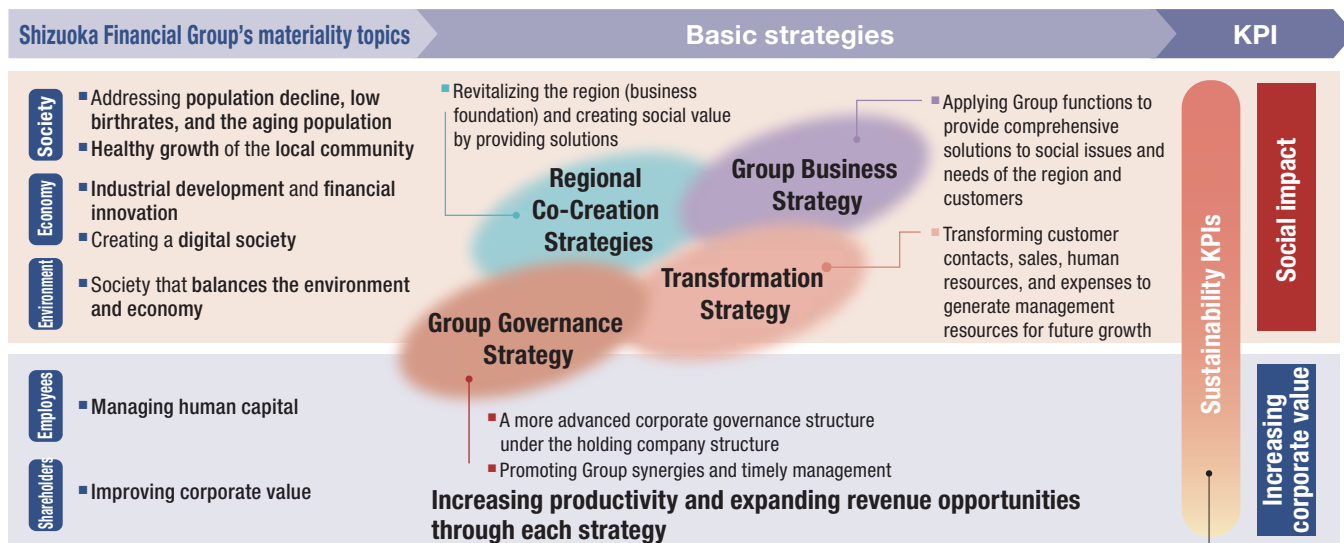 Shizuoka Financial Group's materiality topics
Basic strategies
KPI
Society
■ Addressing population decline, low
birthrates, and the aging population
■ Healthy growth of the local community
Economy
■ Industrial development and financial
innovation
■ Creating a digital society
Environment
■ Society that balances the environment
and economy
Employees
■ Managing human capital
Shareholders
■ Improving corporate value
■ Revitalizing the region (business
foundation) and creating social value
by providing solutions
Regional
Co-Creation
Strategies
Group Business
Strategy
Transformation
Strategy
Group Governance
Strategy
■ Applying Group functions to
provide comprehensive
solutions to social issues and
needs of the region and
customers
■ Transforming customer
contacts, sales, human
resources, and expenses to
generate management
resources for future growth
■ A more advanced corporate governance structure
under the holding company structure
■ Promoting Group synergies and timely management
Increasing productivity and expanding revenue opportunities
through each strategy
Sustainability KPIs
Social impact
Increasing
corporate value